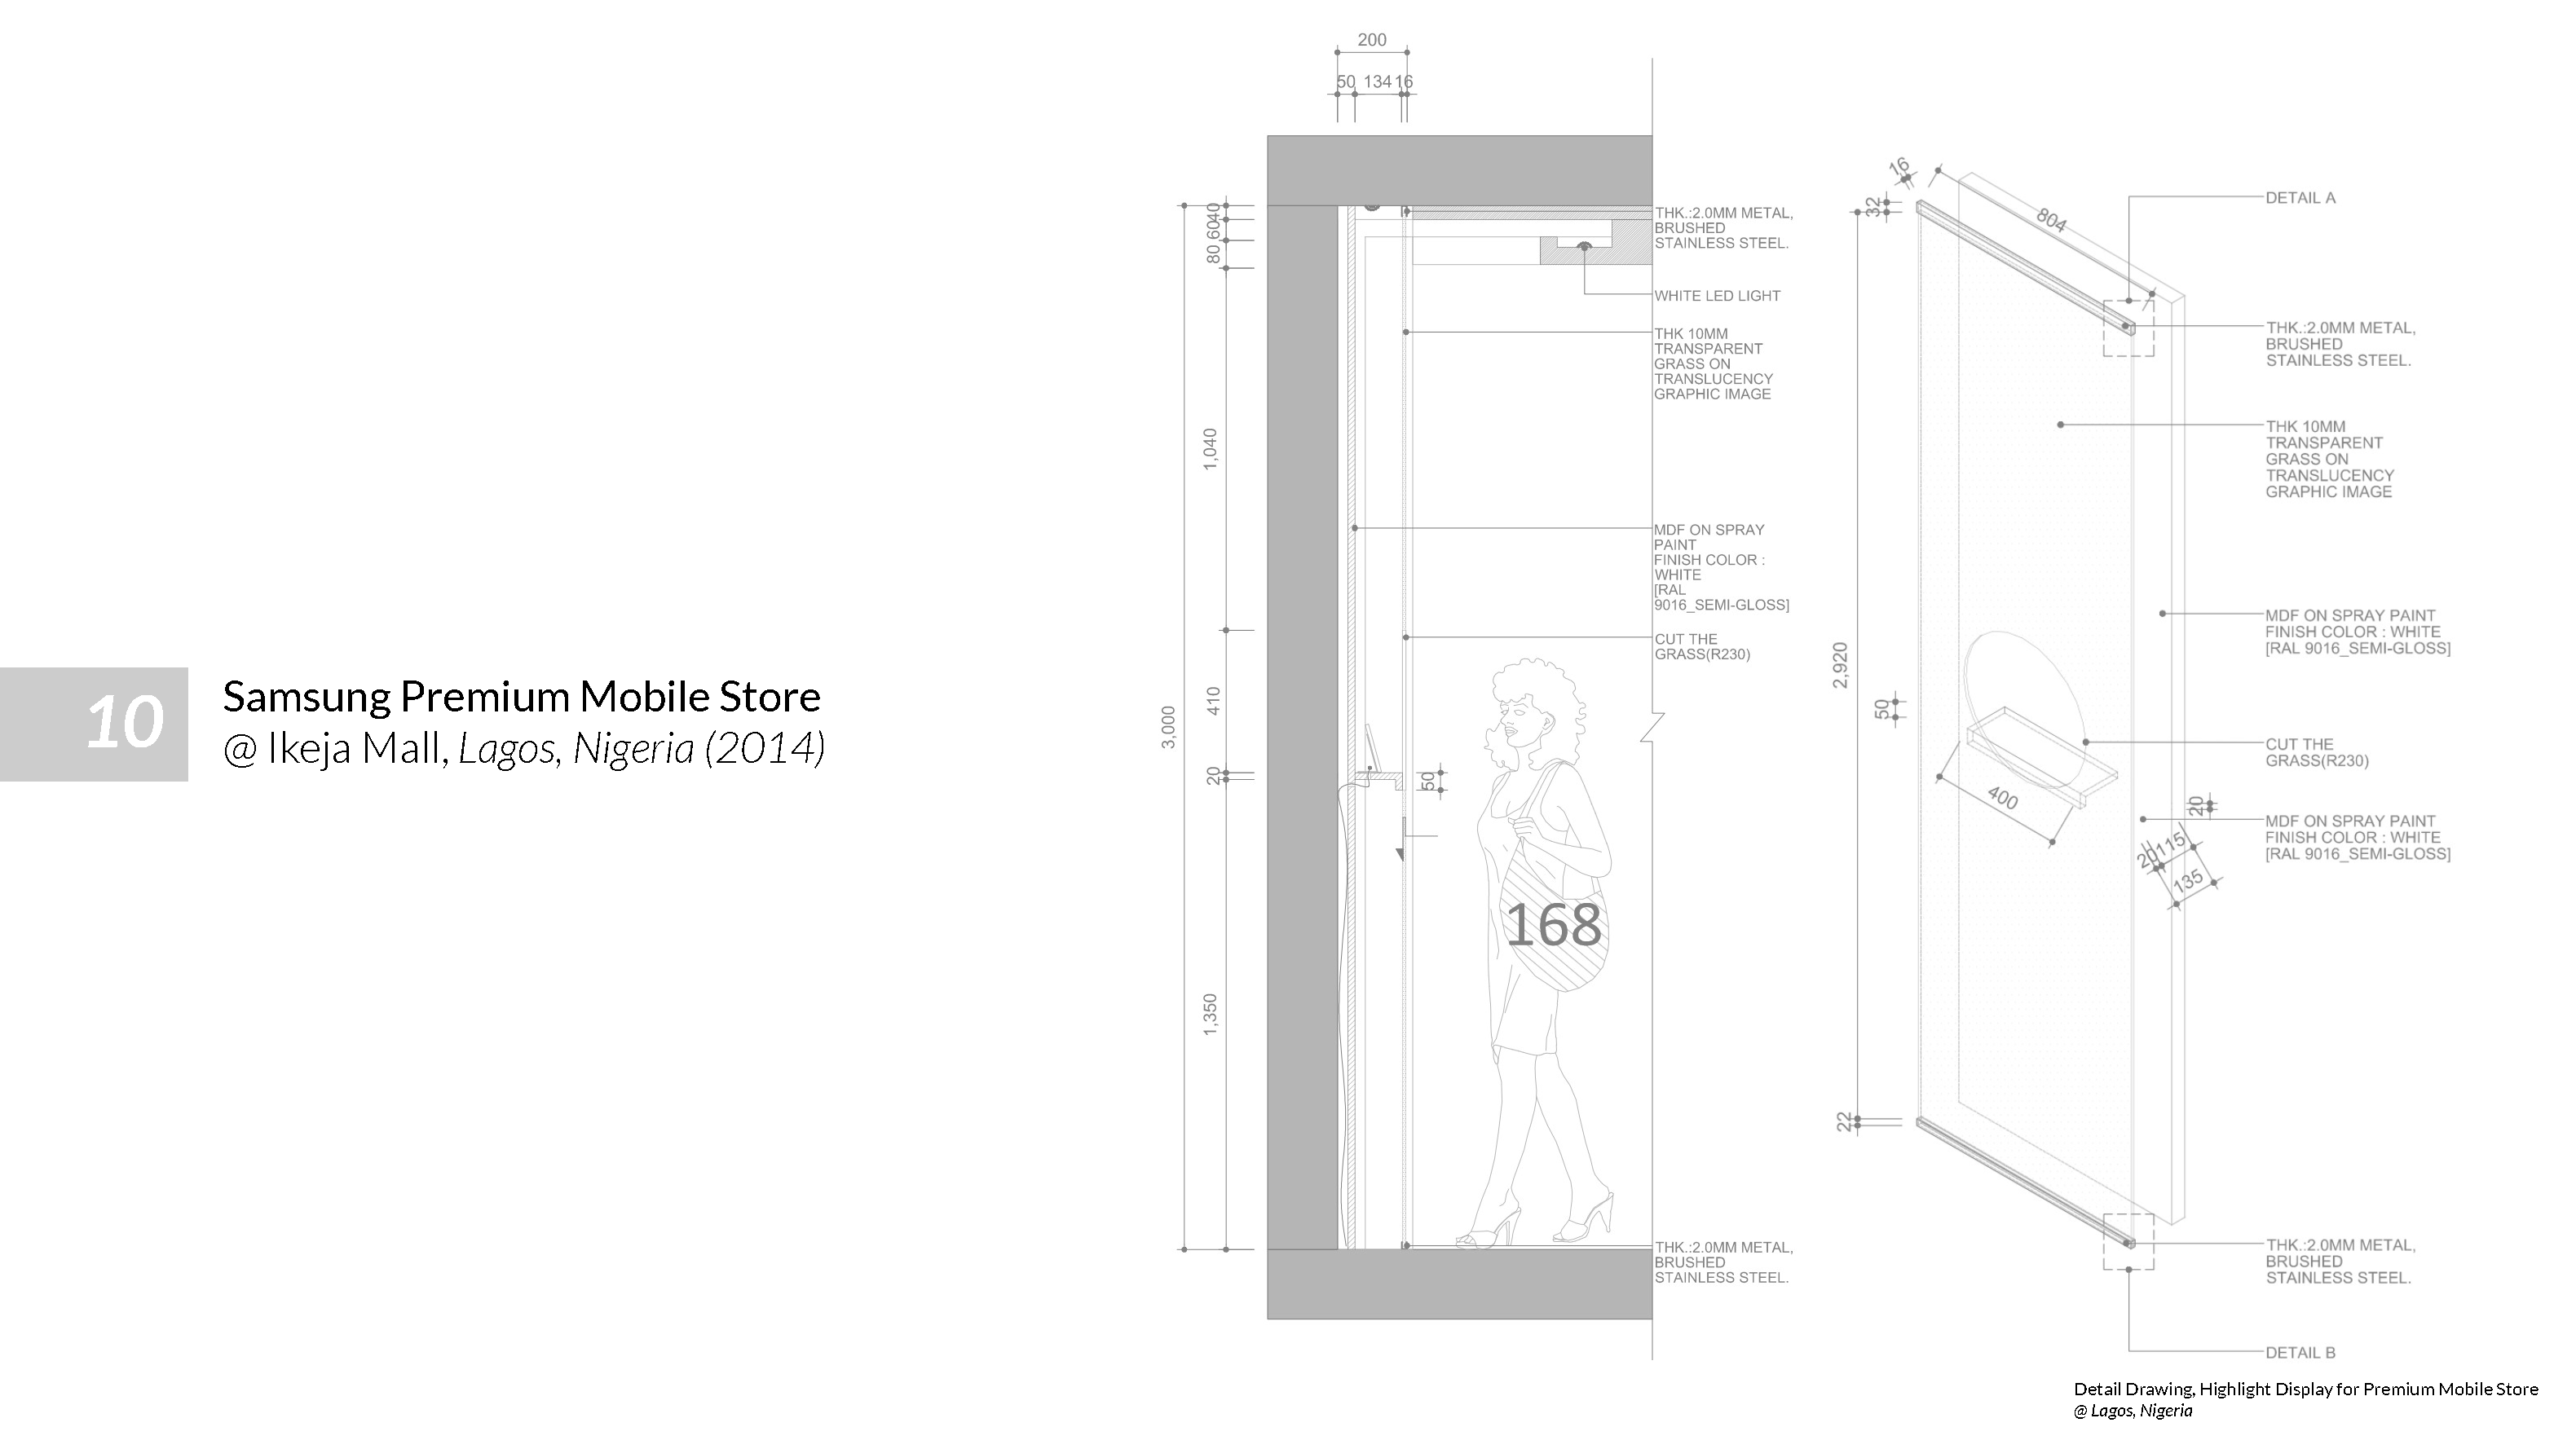 10
Samsung Premium Mobile Store
@ Ikeja Mall, Lagos, Nigeria (2014)
200
50 134 16
40
60
80
1,040
410
20
1,350
3,000
50
168
THK.:2.0MM METAL,
BRUSHED
STAINLESS STEEL.
WHITE LED LIGHT
THK 10MM
TRANSPARENT
GRASS ON
TRANSLUCENCY
GRAPHIC IMAGE
MDF ON SPRAY
PAINT
FINISH COLOR :
WHITE
[RAL
9016_SEMI-GLOSS]
CUT THE
GRASS(R230)
THK.:2.0MM METAL,
BRUSHED
STAINLESS STEEL.
16
32
804
2,920
50
22
400
20
20
115
135
DETAIL A
THK.:2.0MM METAL,
BRUSHED
STAINLESS STEEL.
THK 10MM
TRANSPARENT
GRASS ON
TRANSLUCENCY
GRAPHIC IMAGE
MDF ON SPRAY PAINT
FINISH COLOR : WHITE
[RAL 9016_SEMI-GLOSS]
CUT THE
GRASS(R230)
MDF ON SPRAY PAINT
FINISH COLOR : WHITE
[RAL 9016_SEMI-GLOSS]
THK.:2.0MM METAL,
BRUSHED
STAINLESS STEEL.
DETAIL B
Detail Drawing, Highlight Display for Premium Mobile Store
@ Lagos, Nigeria